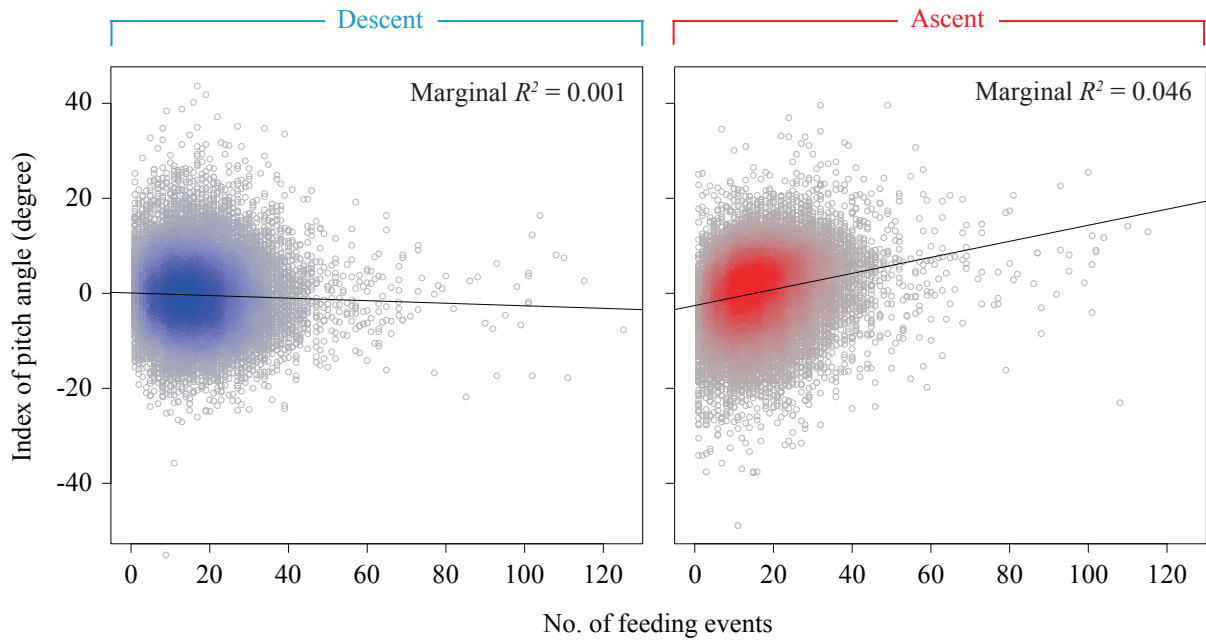 Descent
Ascent
Marginal R² = 0.001
Marginal R² = 0.046
Index of pitch angle (degree)
40
20
0
-20
-40
0 20 40 60 80 100 120
0 20 40 60 80 100 120
No. of feeding events